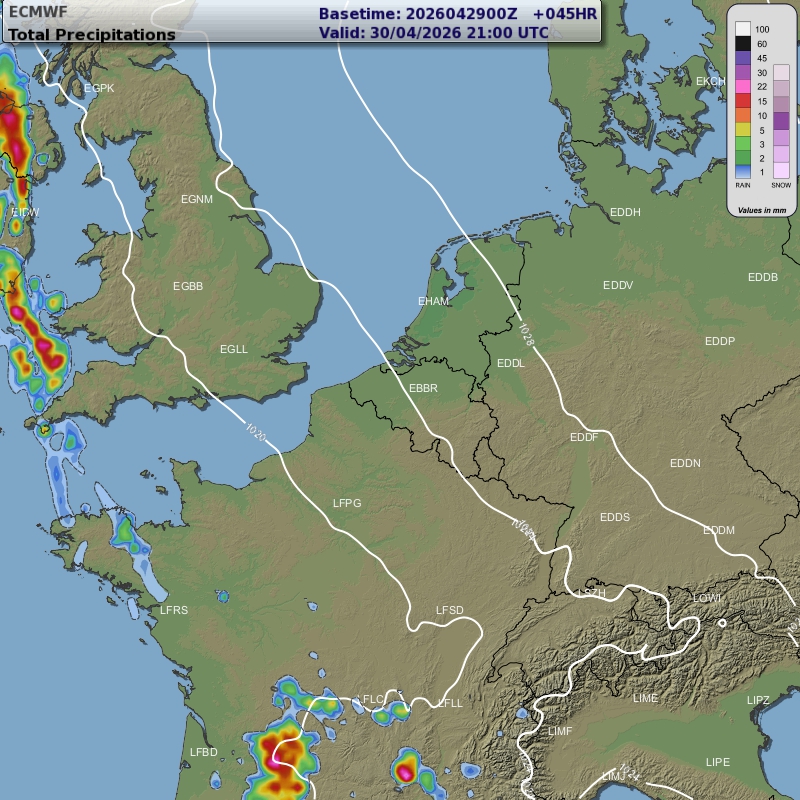 ECMWF
Total Precipitations
Basetime: 2026042900Z +045HR
Valid: 30/04/2026 21:00 UTC
100
60
45
30
22
15
10
5
3
2
1
RAIN
SNOW
Values in mm
EGPK
EKCH
EGNM
EIDW
EDDH
EGBB
EDDV
EDDB
EHAM
1028
EGLL
EDDP
EDDL
EBBR
1020
EDDF
EDDN
LFPG
EDDS
EDDM
LSZH
LOWI
LFRS
LFSD
LFLC
LFLL
LIME
LIPZ
LIMF
LFBD
LIPE
LIMJ
1024